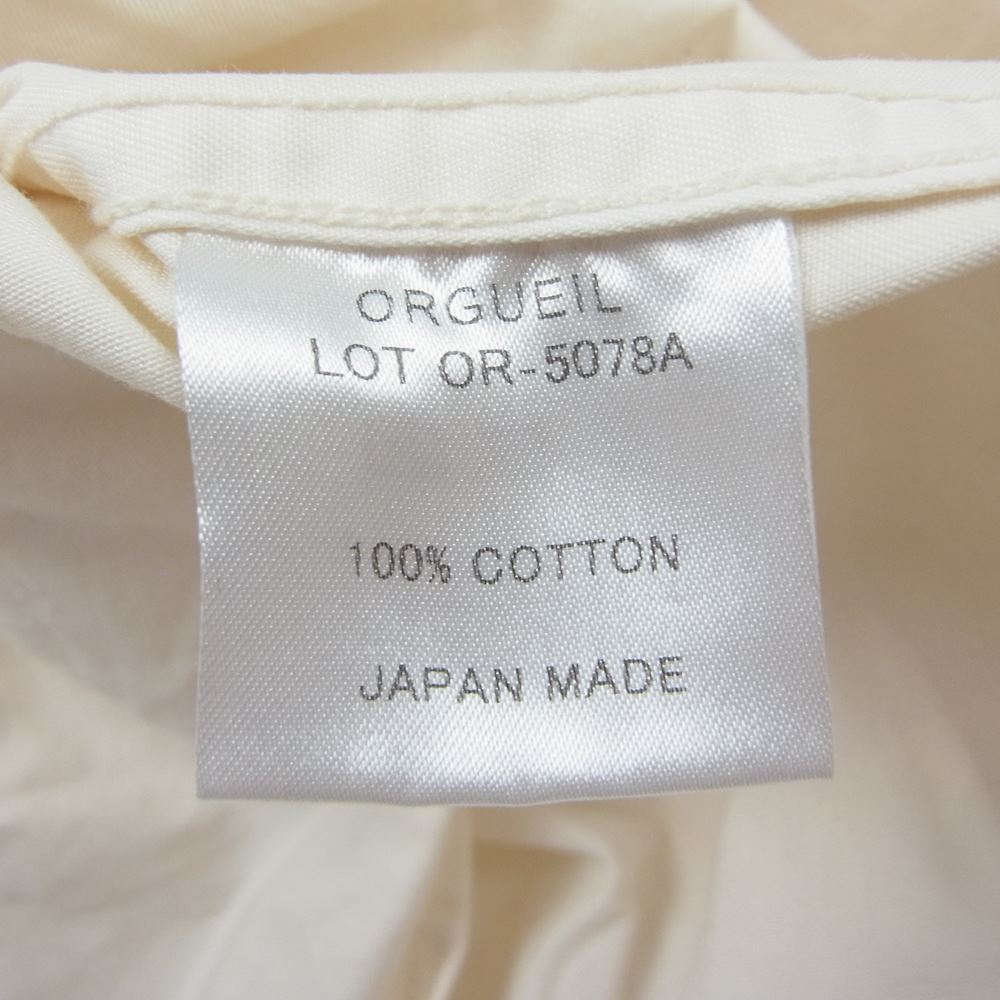 ORGUEIL
LOT OR-5078A
100% COTTON
JAPAN MADE